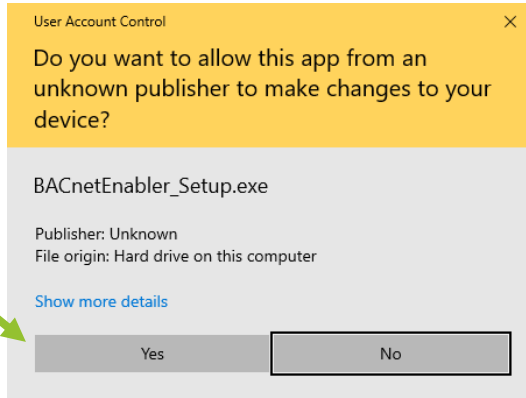 User Account Control
Do you want to allow this app from an
unknown publisher to make changes to your
device?
BACnetEnabler_Setup.exe
Publisher: Unknown
File origin: Hard drive on this computer
Show more details
Yes
No